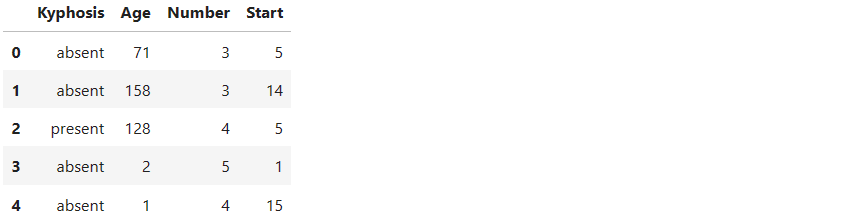 Kyphosis Age Number Start
0 absent 71 3 5
1 absent 158 3 14
2 present 128 4 5
3 absent 2 5 1
4 absent 1 4 15